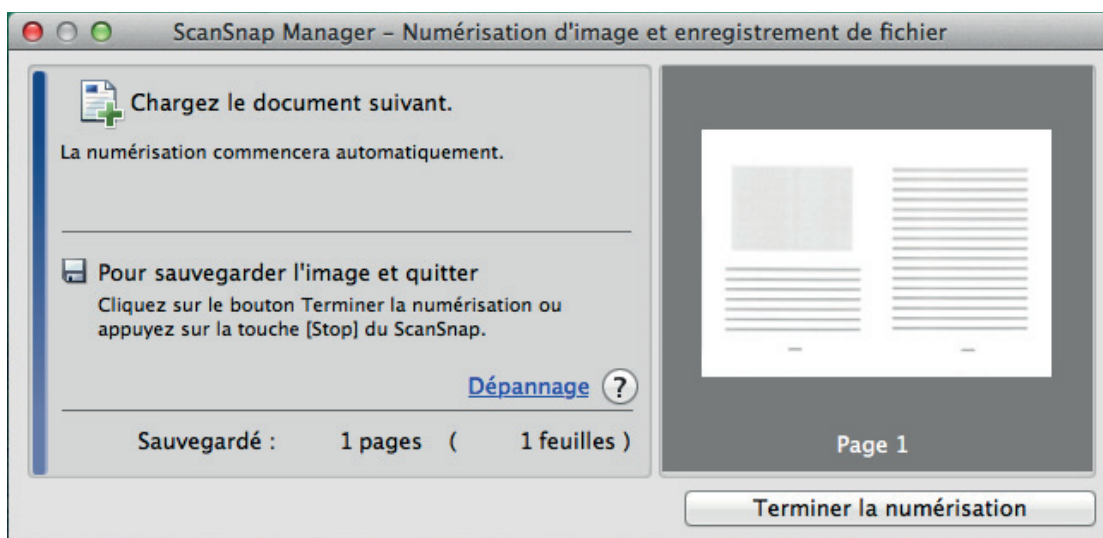 ScanSnap Manager – Numérisation d'image et enregistrement de fichier
Chargez le document suivant.
La numérisation commencera automatiquement.
Pour sauvegarder l'image et quitter
Cliquez sur le bouton Terminer la numérisation ou
appuyez sur la touche [Stop] du ScanSnap.
Dépannage ?
Sauvegardé : 1 pages ( 1 feuilles )
Page 1
Terminer la numérisation